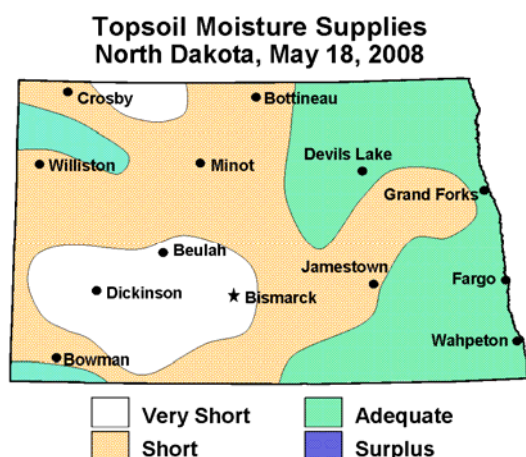 Topsoil Moisture Supplies
North Dakota, May 18, 2008
Crosby
Bottineau
Williston
Minot
Devils Lake
Grand Forks
Beulah
Dickinson
Bismarck
Jamestown
Fargo
Wahpeton
Bowman
Very Short
Adequate
Short
Surplus